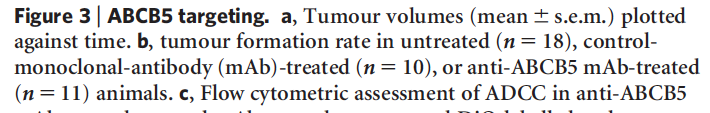 Figure 3 | ABCB5 targeting. a, Tumour volumes (mean ± s.e.m.) plotted
against time. b, tumour formation rate in untreated (n = 18), control-
monoclonal-antibody (mAb)-treated (n = 10), or anti-ABCB5 mAb-treated
(n = 11) animals. c, Flow cytometric assessment of ADCC in anti-ABCB5